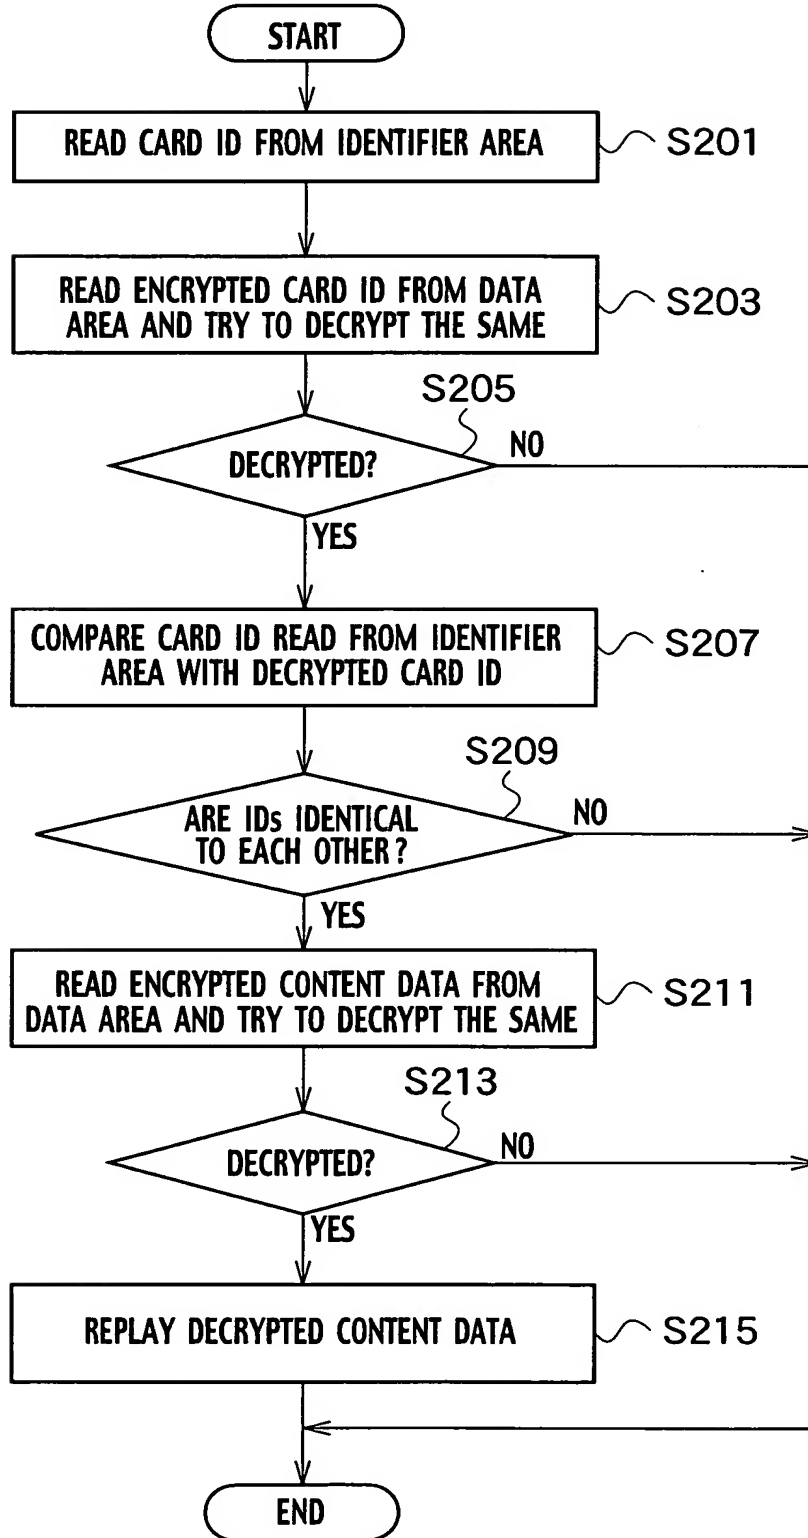 START
READ CARD ID FROM IDENTIFIER AREA
S201
READ ENCRYPTED CARD ID FROM DATA
AREA AND TRY TO DECRYPT THE SAME
S203
S205
DECRYPTED?
NO
YES
COMPARE CARD ID READ FROM IDENTIFIER
AREA WITH DECRYPTED CARD ID
S207
S209
ARE IDs IDENTICAL
TO EACH OTHER?
NO
YES
READ ENCRYPTED CONTENT DATA FROM
DATA AREA AND TRY TO DECRYPT THE SAME
S211
S213
DECRYPTED?
NO
YES
REPLAY DECRYPTED CONTENT DATA
S215
END